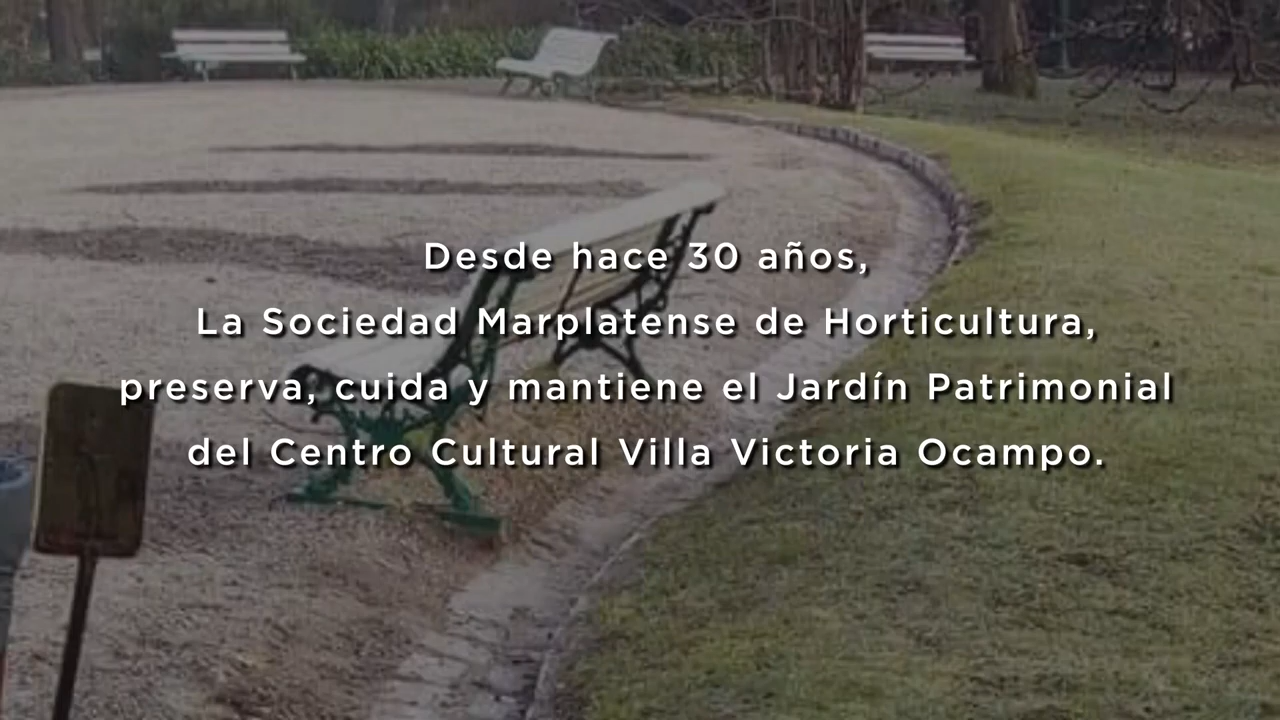 Desde hace 30 años,
La Sociedad Marplatense de Horticultura,
preserva, cuida y mantiene el Jardín Patrimonial
del Centro Cultural Villa Victoria Ocampo.